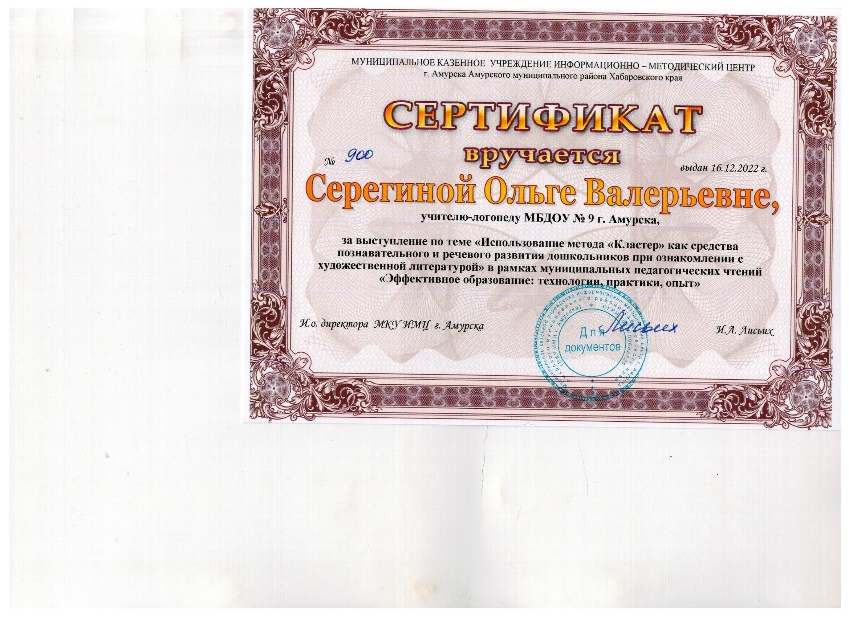 МУНИЦИПАЛЬНОЕ КАЗЕННОЕ УЧРЕЖДЕНИЕ ИНФОРМАЦИОННО – МЕТОДИЧЕСКИЙ ЦЕНТР
г. Амурска Амурского муниципального района Хабаровского края
СЕРТИФИКАТ
№ 900
вручается
выдан 16.12.2022 г.
Серегиной Ольге Валерьевне,
учителю-логопеду МБДОУ № 9 г. Амурска,
за выступление по теме «Использование метода «Кластер» как средства
познавательного и речевого развития дошкольников при ознакомлении с
художественной литературой» в рамках муниципальных педагогических чтений
«Эффективное образование: технологии, практики, опыт»
И.о. директора МКУ ИМЦ г. Амурска
Для
документов
И.А. Лисьих